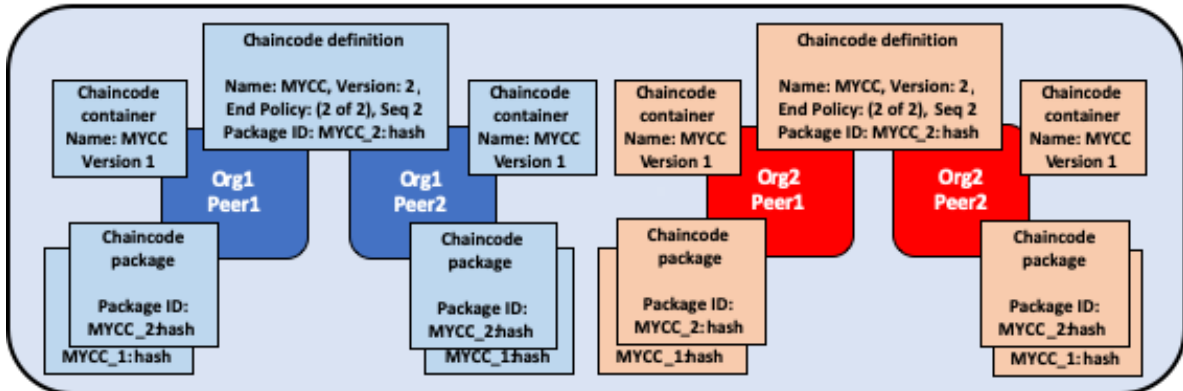 Chaincode definition
Name: MYCC, Version: 2,
End Policy: (2 of 2), Seq 2
Package ID: MYCC_2: hash
Chaincode
container
Name: MYCC
Version 1
Chaincode
container
Name: MYCC
Version 1
Org1
Peer1
Org1
Peer2
Chaincode
package
Package ID:
MYCC_2:hash
MYCC_1: hash
Chaincode
package
Package ID:
MYCC_2:hash
MYCC_1:hash
Chaincode definition
Name: MYCC, Version: 2,
End Policy: (2 of 2), Seq 2
Package ID: MYCC_2: hash
Chaincode
container
Name: MYCC
Version 1
Chaincode
container
Name: MYCC
Version 1
Org2
Peer1
Org2
Peer2
Chaincode
package
Package ID:
MYCC_2: hash
MYCC_1:hash
Chaincode
package
Package ID:
MYCC_2:hash
MYCC_1: hash